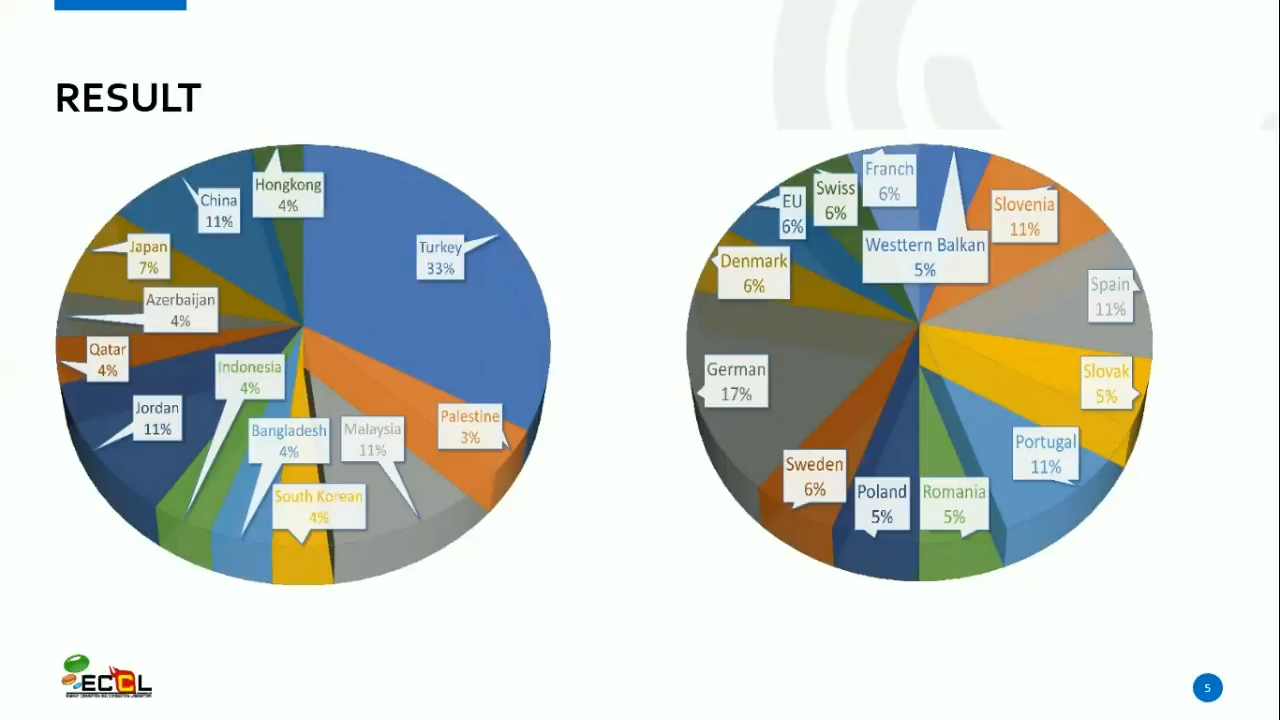 RESULT
Hongkong
4%
China
11%
Japan
7%
Azerbaijan
4%
Qatar
4%
Jordan
11%
Indonesia
4%
Bangladesh
4%
South Korean
4%
Malaysia
11%
Palestine
3%
Turkey
33%
Franch
6%
Swiss
6%
EU
6%
Denmark
6%
German
17%
Sweden
6%
Poland
5%
Romania
5%
Portugal
11%
Slovak
5%
Spain
11%
Slovenia
11%
Westtern Balkan
5%
ECCL
5